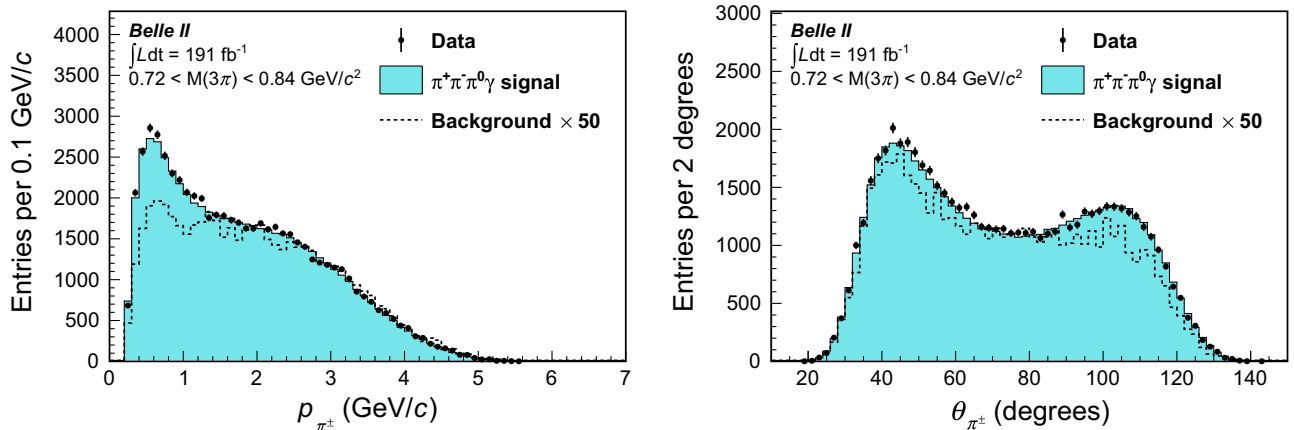 Belle II
∫Ldt = 191 fb⁻¹
0.72 < M(3π) < 0.84 GeV/c²
Data
π⁺π⁻π⁰γ signal
Background × 50
Entries per 0.1 GeV/c
4000
3500
3000
2500
2000
1500
1000
500
0
0 1 2 3 4 5 6 7
p_π± (GeV/c)
Belle II
∫Ldt = 191 fb⁻¹
0.72 < M(3π) < 0.84 GeV/c²
Data
π⁺π⁻π⁰γ signal
Background × 50
Entries per 2 degrees
3000
2500
2000
1500
1000
500
0
20 40 60 80 100 120 140
θ_π± (degrees)